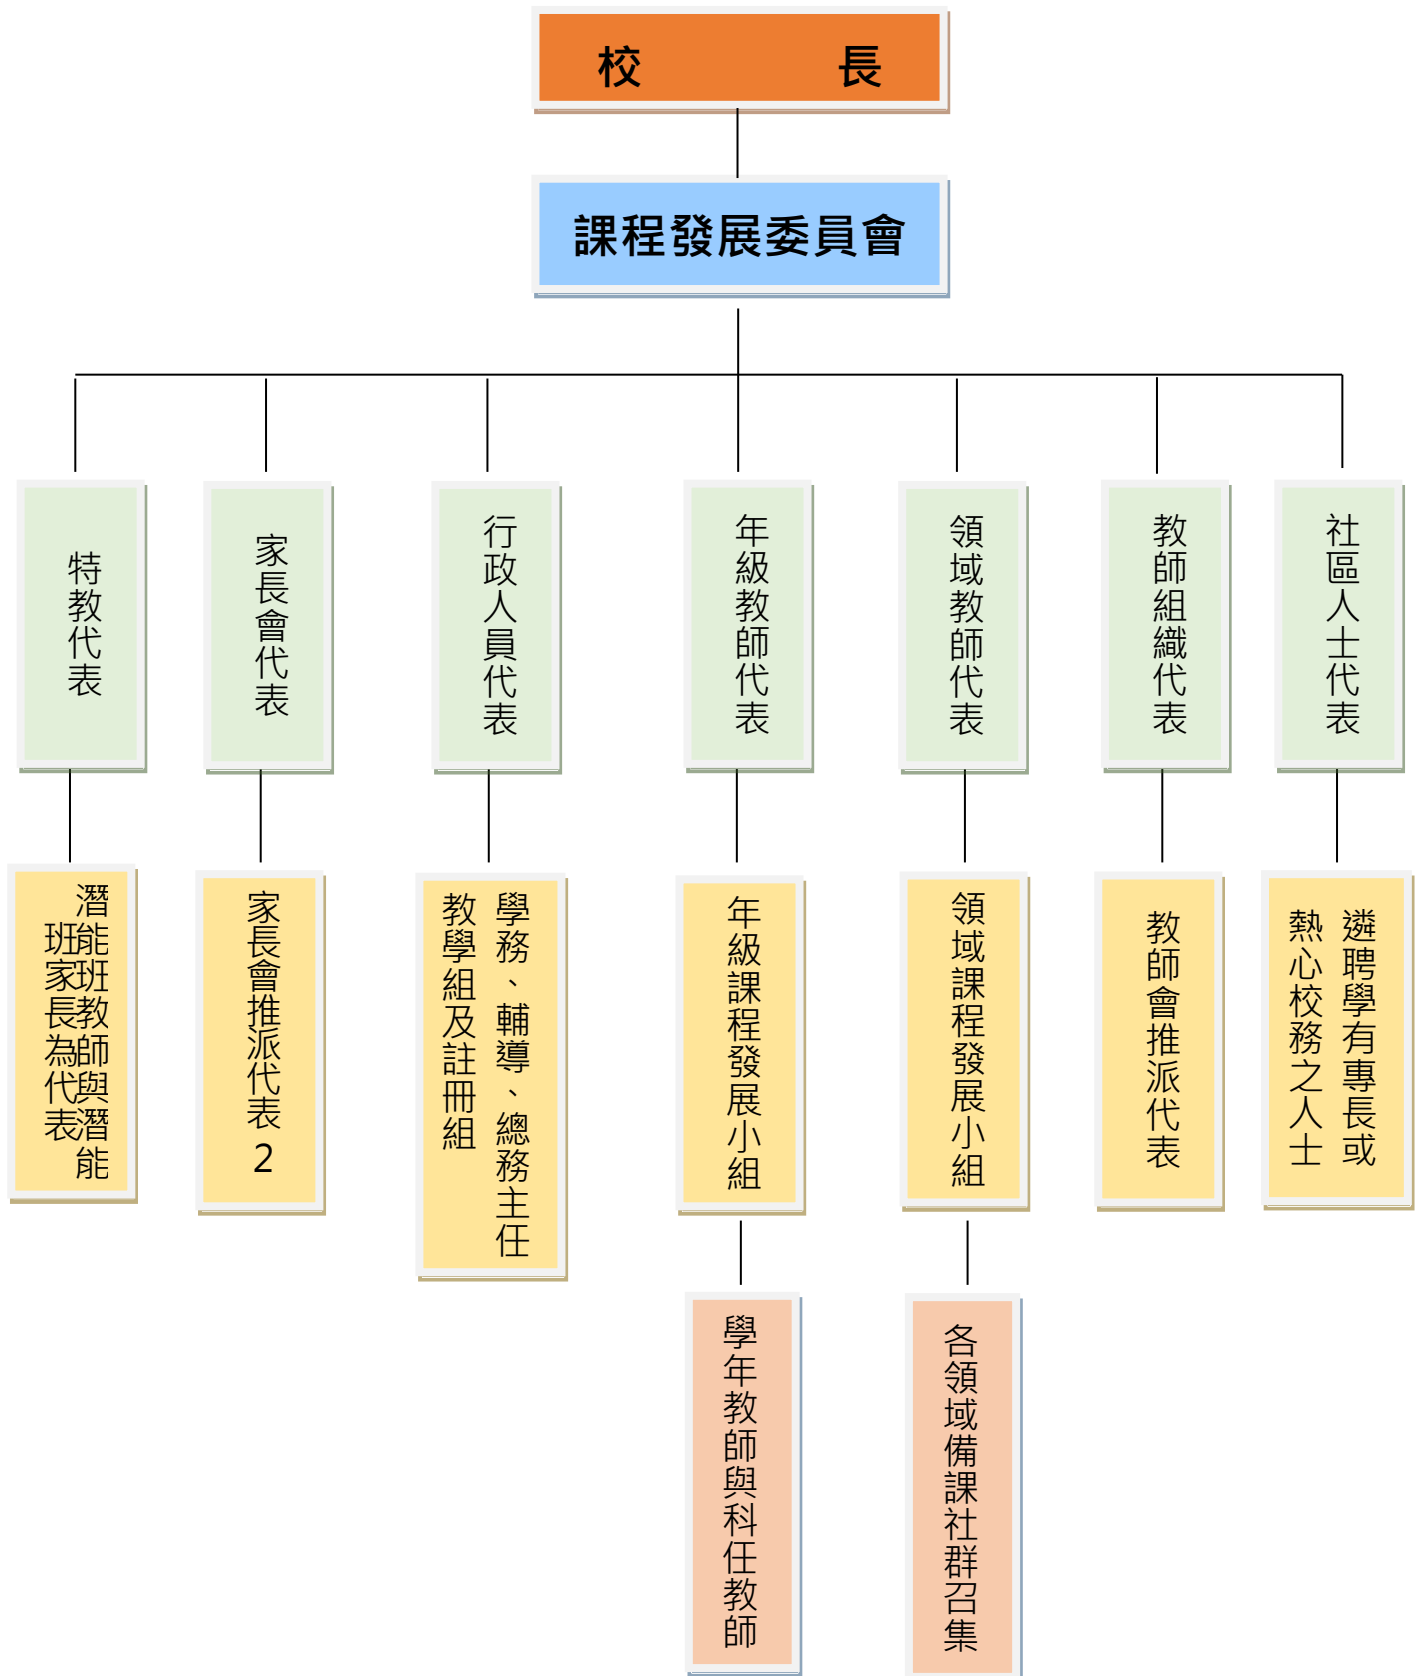 校 長
課程發展委員會
特教代表
家長會代表
行政人員代表
年級教師代表
領域教師代表
教師組織代表
社區人士代表
潛能班教師與潛能
班家長為代表
家長會推派代表2
學務、輔導、總務主任
教學組及註冊組
年級課程發展小組
領域課程發展小組
教師會推派代表
遴聘學有專長或
熱心校務之人士
學年教師與科任教師
各領域備課社群召集